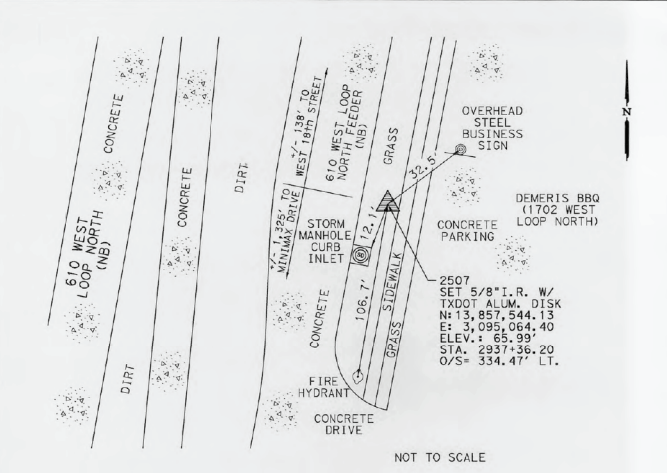 CONCRETE
610 WEST
LOOP NORTH
(NB)
DIRT
CONCRETE
DIRT
+/- 138' TO
WEST 18th STREET
+/- 1,395' TO
MINIMAX DRIVE
610 WEST LOOP
NORTH FEEDER
(NB)
GRASS
OVERHEAD
STEEL
BUSINESS
SIGN
N
32.5'
12.1'
DEMERIS BBQ
(1702 WEST
LOOP NORTH)
CONCRETE
PARKING
STORM
MANHOLE
CURB
INLET
106.7'
SIDEWALK
GRASS
CONCRETE
2507
SET 5/8"I.R. W/
TXDOT ALUM. DISK
N:13,857,544.13
E: 3,095,064.40
ELEV.: 65.99'
STA. 2937+36.20
O/S= 334.47' LT.
FIRE
HYDRANT
CONCRETE
DRIVE
NOT TO SCALE